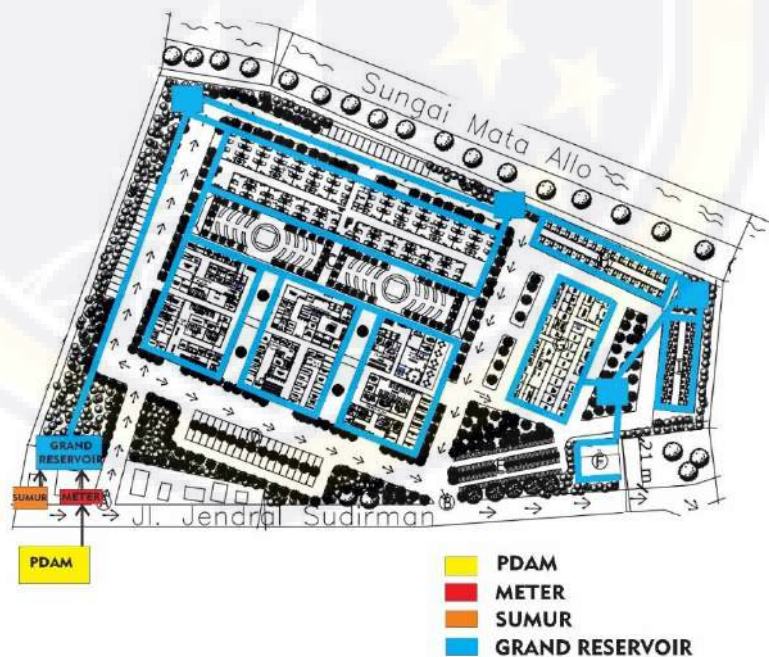 Sungai Mata Allo
GRAND
RESERVOIR
SUMUR
METER
Jl. Jendral Sudirman
PDAM
B
F
21 m
PDAM
METER
SUMUR
GRAND RESERVOIR